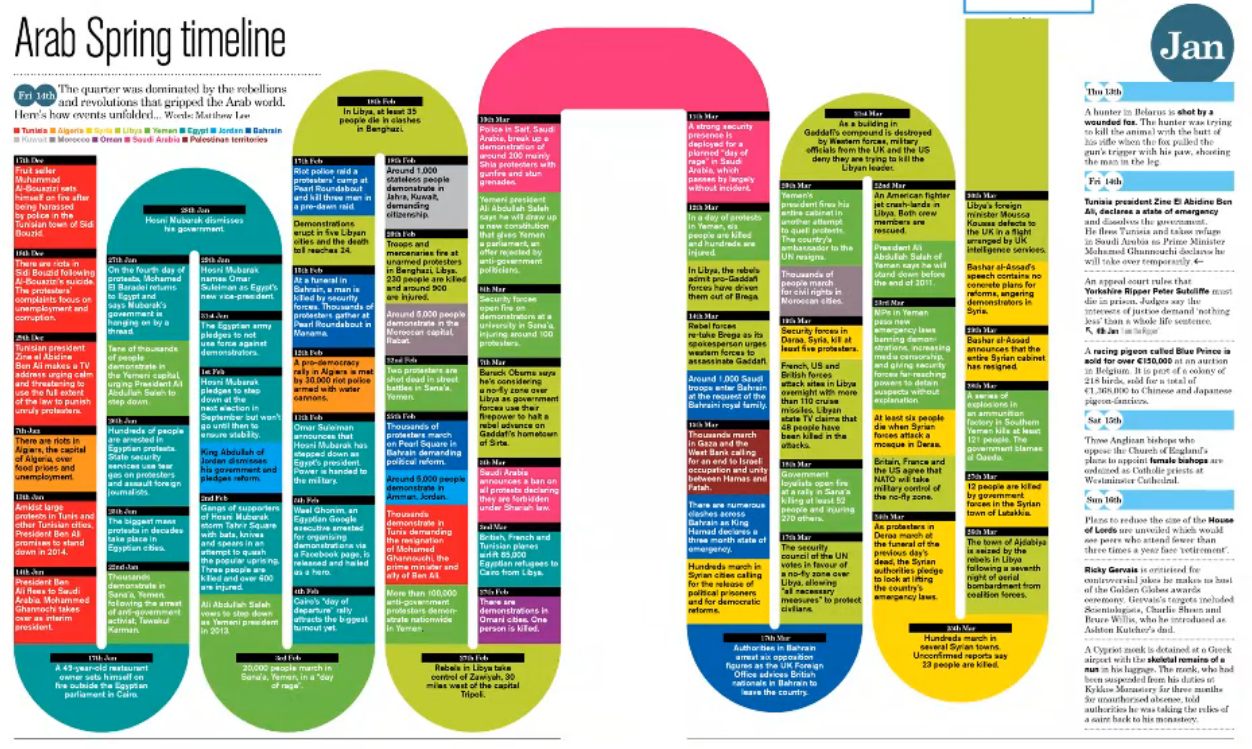 Arab Spring timeline
Fri 14th
The quarter was dominated by the rebellions
and revolutions that gripped the Arab world.
Here's how events unfolded... Words: Matthew Lee
Tunisia Algeria Syria Libya Yemen Egypt Jordan Bahrain
Kuwait Morocco Oman Saudi Arabia Palestinian territories
17th Dec
Fruit seller
Muhammad
Al-Bouazizi sets
himself on fire after
being harassed
by police in the
Tunisian town of Sidi
Bouzid.
19th Dec
There are riots in
Sidi Bouzid following
Al-Bouazizi's suicide.
The protesters'
complaints focus on
unemployment and
corruption.
29th Dec
Tunisian president
Zine el Abidine
Ben Ali makes a TV
address urging calm
and threatening to
use the full extent
of the law to punish
unruly protesters.
7th Jan
There are riots in
Algiers, the capital
of Algeria, over
food prices and
unemployment.
13th Jan
Amidst large
protests in Tunis and
other Tunisian cities,
President Ben Ali
promises to stand
down in 2014.
14th Jan
President Ben
Ali flees to Saudi
Arabia. Mohammed
Ghannochi takes
over as interim
president.
17th Jan
A 49-year-old restaurant
owner sets himself on
fire outside the Egyptian
parliament in Cairo.
22nd Jan
Thousands
demonstrate in
Sana'a, Yemen,
following the arrest
of anti-government
activist, Tawakul
Karman.
25th Jan
The biggest mass
protests in decades
take place in
Egyptian cities.
26th Jan
Hundreds of people
are arrested in
Egyptian protests.
State security
services use tear
gas on protesters
and assault foreign
journalists.
27th Jan
On the fourth day of
protests, Mohamed
El Baradei returns
to Egypt and
says Mubarak's
government is
hanging on by a
thread.
Tens of thousands
of people
demonstrate in
the Yemeni capital,
urging President Ali
Abdullah Saleh to
step down.
28th Jan
Hosni Mubarak dismisses
his government.
29th Jan
Hosni Mubarak
names Omar
Suleiman as Egypt's
new vice-president.
31st Jan
The Egyptian army
pledges to not
use force against
demonstrators.
1st Feb
Hosni Mubarak
pledges to step
down at the
next election in
September but won't
go until then to
ensure stability.
King Abdullah of
Jordan dismisses
his government and
pledges reform.
2nd Feb
Gangs of supporters
of Hosni Mubarak
storm Tahrir Square
with bats, knives
and spears in an
attempt to quash
the popular uprising.
Three people are
killed and over 600
are injured.
Ali Abdullah Saleh
vows to step down
as Yemeni president
in 2013.
3rd Feb
20,000 people march in
Sana'a, Yemen, in a "day
of rage".
4th Feb
Cairo's "day of
departure" rally
attracts the biggest
turnout yet.
Wael Ghonim, an
Egyptian Google
executive arrested
for organising
demonstrations via
a Facebook page, is
released and hailed
as a hero.
11th Feb
Omar Suleiman
announces that
Hosni Mubarak has
stepped down as
Egypt's president.
Power is handed to
the military.
12th Feb
A pro-democracy
rally in Algiers is met
by 30,000 riot police
armed with water
cannons.
At a funeral in
Bahrain, a man is
killed by security
forces. Thousands of
protesters gather at
Pearl Roundabout in
Manama.
17th Feb
Riot police raid a
protesters' camp at
Pearl Roundabout
and kill three men in
a pre-dawn raid.
Demonstrations
erupt in five Libyan
cities and the death
toll reaches 24.
18th Feb
In Libya, at least 35
people die in clashes
in Benghazi.
19th Feb
Around 1,000
stateless people
demonstrate in
Jahra, Kuwait,
demanding
citizenship.
20th Feb
Troops and
mercenaries fire at
unarmed protesters
in Benghazi, Libya.
230 people are killed
and around 900
are injured.
Around 5,000 people
demonstrate in the
Moroccan capital,
Rabat.
22nd Feb
Two protesters are
shot dead in street
battles in Sana'a,
Yemen.
25th Feb
Thousands of
protesters march
on Pearl Square in
Bahrain demanding
political reform.
Around 5,000 people
demonstrate in
Amman, Jordan.
Thousands
demonstrate in
Tunis demanding
the resignation
of Mohamed
Ghannouchi, the
prime minister and
ally of Ben Ali.
More than 100,000
anti-government
protesters demon-
strate nationwide
in Yemen.
27th Feb
Rebels in Libya take
control of Zawiyah, 30
miles west of the capital
Tripoli.
27th Feb
There are
demonstrations in
Omani cities. One
person is killed.
2nd Mar
British, French and
Tunisian planes
airlift 85,000
Egyptian refugees to
Cairo from Libya.
Saudi Arabia
announces a ban on
all protests declaring
they are forbidden
under Shariah law.
7th Mar
Barack Obama says
he's considering
a no-fly zone over
Libya as government
forces use their
firepower to halt a
rebel advance on
Gaddafi's hometown
of Sirte.
Security forces
open fire on
demonstrators at a
university in Sana'a,
injuring around 100
protesters.
10th Mar
Police in Saif, Saudi
Arabia, break up a
demonstration of
around 200 mainly
Shia protesters with
gunfire and stun
grenades.
Yemeni president
Ali Abdullah Saleh
says he will draw up
a new constitution
that gives Yemen
a parliament, an
offer rejected by
anti-government
politicians.
11th Mar
A strong security
presence is
deployed for a
planned "day of
rage" in Saudi
Arabia, which
passes by largely
without incident.
12th Mar
In a day of protests
in Yemen, six
people are killed
and hundreds are
injured.
In Libya, the rebels
admit pro-Gaddafi
forces have driven
them out of Brega.
14th Mar
Rebel forces
re-take Brega as its
spokesperson urges
western forces to
assassinate Gaddafi.
Around 1,000 Saudi
troops enter Bahrain
at the request of the
Bahraini royal family.
15th Mar
Thousands march
in Gaza and the
West Bank calling
for an end to Israeli
occupation and unity
between Hamas and
Fatah.
There are numerous
clashes across
Bahrain as King
Hamad declares a
three month state of
emergency.
Hundreds march in
Syrian cities calling
for the release of
political prisoners
and for democratic
reforms.
17th Mar
Authorities in Bahrain
arrest six opposition
figures as the UK Foreign
Office advices British
nationals in Bahrain to
leave the country.
17th Mar
The security
council of the UN
votes in favour of
a no-fly zone over
Libya, allowing
"all necessary
measures" to protect
civilians.
18th Mar
Government
loyalists open fire
at a rally in Sana'a
killing at least 52
people and injuring
270 others.
19th Mar
Security forces in
Daraa, Syria, kill at
least five protesters.
French, US and
British forces
attack sites in Libya
overnight with more
than 110 cruise
missiles. Libyan
state TV claims that
48 people have
been killed in the
attacks.
20th Mar
Yemen's
president fires his
entire cabinet in
another attempt
to quell protests.
The country's
ambassador to the
UN resigns.
Thousands of
people march
for civil rights in
Moroccan cities.
As a building in
Gaddafi's compound is destroyed
by Western forces, military
officials from the UK and the US
deny they are trying to kill the
Libyan leader.
22nd Mar
An American fighter
jet crash-lands in
Libya. Both crew
members are
rescued.
President Ali
Abdullah Saleh of
Yemen says he will
stand down before
the end of 2011.
23rd Mar
MPs in Yemen
pass new
emergency laws
banning demon-
strations, increasing
media censorship,
and giving security
forces far-reaching
powers to detain
suspects without
explanation.
At least six people
die when Syrian
forces attack a
mosque in Daraa.
Britain, France and
the US agree that
NATO will take
military control of
the no-fly zone.
24th Mar
As protesters in
Daraa march at
the funeral of the
previous day's
dead, the Syrian
authorities pledge
to look at lifting
the country's
emergency laws.
Hundreds march in
several Syrian towns.
Unconfirmed reports say
23 people are killed.
26th Mar
The town of Ajdabiya
is seized by the
rebels in Libya
following a seventh
night of aerial
bombardment from
coalition forces.
27th Mar
12 people are killed
by government
forces in the Syrian
town of Latakia.
28th Mar
A series of
explosions in
an ammunition
factory in Southern
Yemen kills at least
121 people. The
government blames
al Qaeda.
29th Mar
Bashar al-Assad
announces that the
entire Syrian cabinet
has resigned.
Bashar al-Assad's
speech contains no
concrete plans for
reforms, angering
demonstrators in
Syria.
30th Mar
Libya's foreign
minister Moussa
Koussa defects to
the UK in a flight
arranged by UK
intelligence services.
Jan
Thu 13th
A hunter in Belarus is shot by a
wounded fox. The hunter was trying
to kill the animal with the butt of
his rifle when the fox pulled the
gun's trigger with his paw, shooting
the man in the leg.
Fri 14th
Tunisia president Zine El Abidine Ben
Ali, declares a state of emergency
and dissolves the government.
He flees Tunisia and takes refuge
in Saudi Arabia as Prime Minister
Mohamed Ghannouchi declares he
will take over temporarily. ←
An appeal court rules that
Yorkshire Ripper Peter Sutcliffe must
die in prison. Judges say the
interests of justice demand 'nothing
less' than a whole life sentence.
A racing pigeon called Blue Prince is
sold for over €150,000 at an auction
in Belgium. It is part of a colony of
218 birds, sold for a total of
€1,368,000 to Chinese and Japanese
pigeon-fanciers.
Sat 15th
Three Anglican bishops who
oppose the Church of England's
plans to appoint female bishops are
ordained as Catholic priests at
Westminster Cathedral.
Sun 16th
Plans to reduce the size of the House
of Lords are unveiled which would
see peers who attend fewer than
three times a year face 'retirement'.
Ricky Gervais is criticised for
controversial jokes he makes as host
of the Golden Globes awards
ceremony. Gervais's targets included
Scientologists, Charlie Sheen and
Bruce Willis, who he introduced as
Ashton Kutcher's dad.
A Cypriot monk is detained at a Greek
airport with the skeletal remains of a
nun in his luggage. The monk, who had
been suspended from his duties at
Kykkos Monastery for three months
for unauthorised absence, told
authorities he was taking the relics of
a saint back to his monastery.